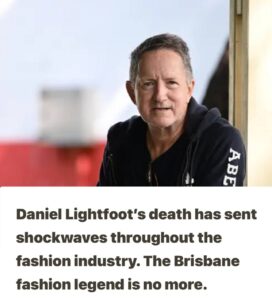 ABE
Daniel Lightfoot's death has sent
shockwaves throughout the
fashion industry. The Brisbane
fashion legend is no more.